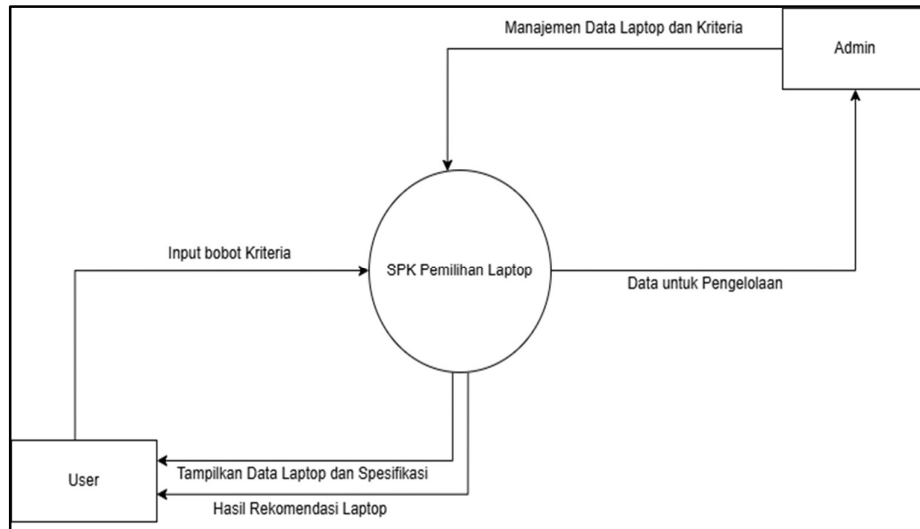 Manajemen Data Laptop dan Kriteria
Admin
Input bobot Kriteria
SPK Pemilihan Laptop
Data untuk Pengelolaan
User
Tampilkan Data Laptop dan Spesifikasi
Hasil Rekomendasi Laptop